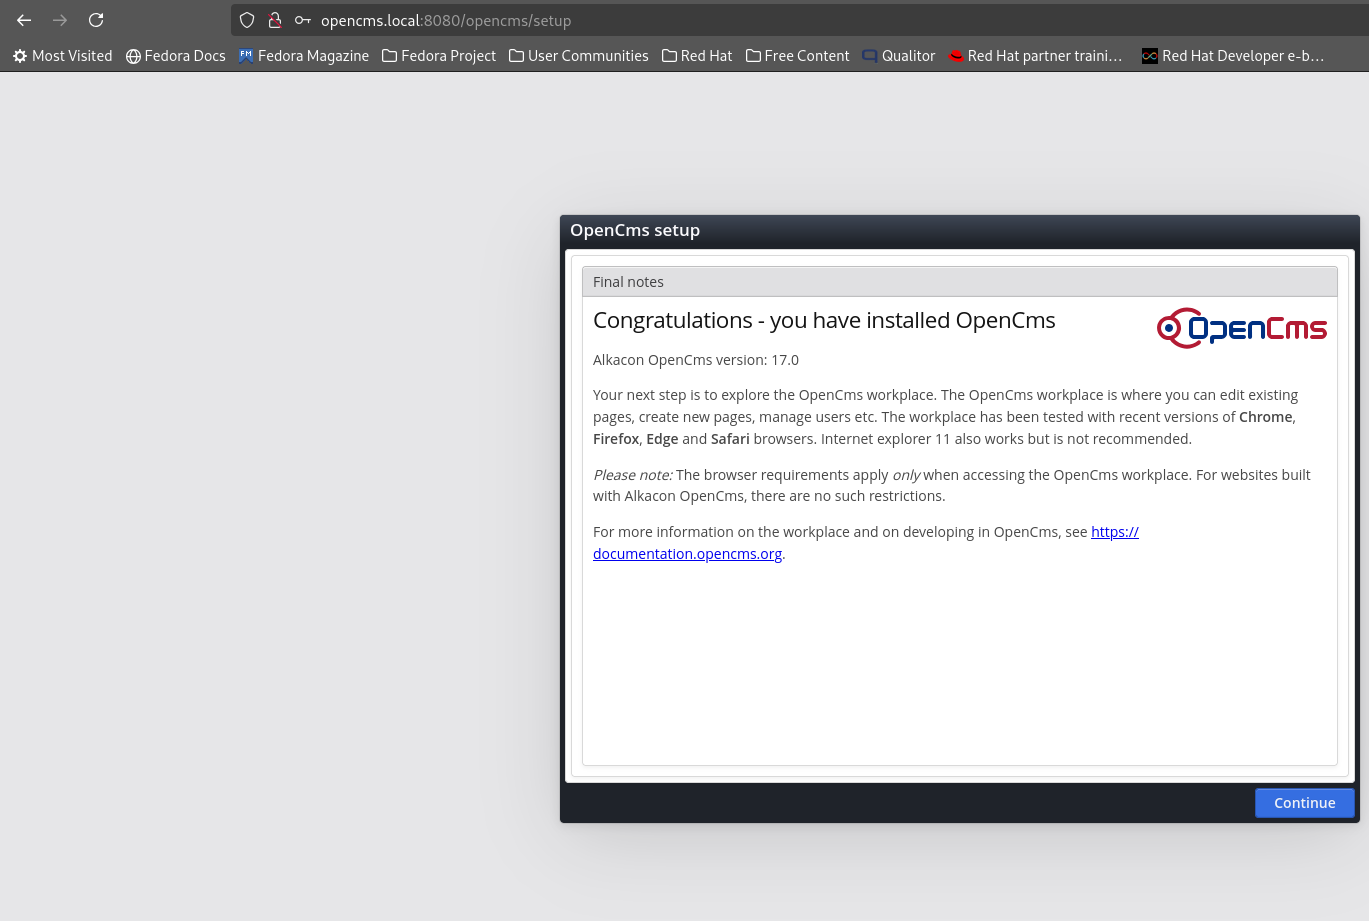 opencms.local:8080/opencms/setup
Most Visited Fedora Docs Fedora Magazine Fedora Project User Communities Red Hat Free Content Qualitor Red Hat partner traini… Red Hat Developer e-b…
OpenCms setup
Final notes
Congratulations - you have installed OpenCms
OpenCms
Alkacon OpenCms version: 17.0
Your next step is to explore the OpenCms workplace. The OpenCms workplace is where you can edit existing
pages, create new pages, manage users etc. The workplace has been tested with recent versions of Chrome,
Firefox, Edge and Safari browsers. Internet explorer 11 also works but is not recommended.
Please note: The browser requirements apply only when accessing the OpenCms workplace. For websites built
with Alkacon OpenCms, there are no such restrictions.
For more information on the workplace and on developing in OpenCms, see https://
documentation.opencms.org.
Continue